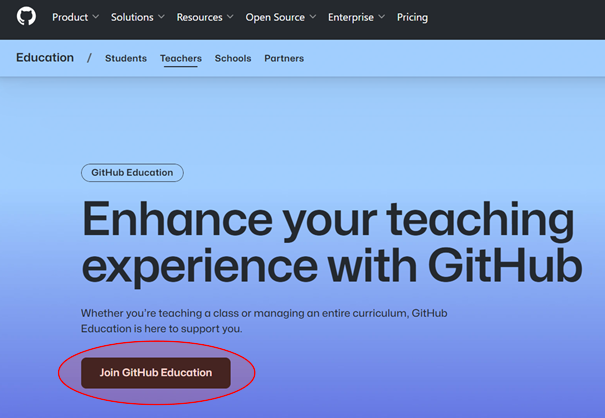 Product Solutions Resources Open Source Enterprise Pricing
Education / Students Teachers Schools Partners
GitHub Education
Enhance your teaching
experience with GitHub
Whether you're teaching a class or managing an entire curriculum, GitHub
Education is here to support you.
Join GitHub Education